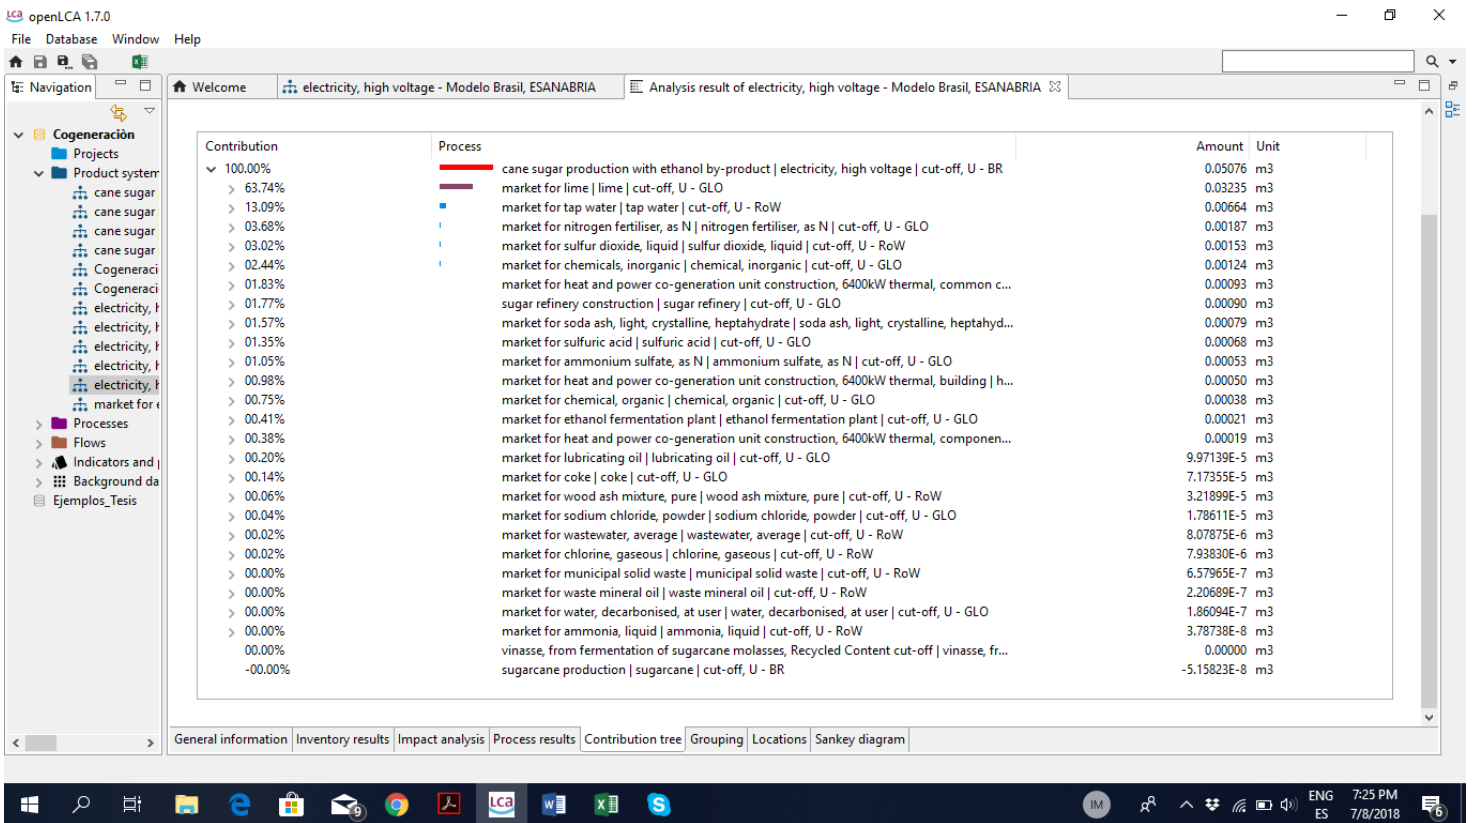 LCA openLCA 1.7.0
File Database Window Help
Navigation
Welcome
electricity, high voltage - Modelo Brasil, ESANABRIA
Analysis result of electricity, high voltage - Modelo Brasil, ESANABRIA
Cogeneraciòn
Projects
Product system
cane sugar
cane sugar
cane sugar
cane sugar
Cogeneraci
Cogeneraci
electricity, h
electricity, h
electricity, h
electricity, h
electricity, h
market for e
Processes
Flows
Indicators and p
Background da
Ejemplos_Tesis
Contribution Process Amount Unit
100.00% cane sugar production with ethanol by-product | electricity, high voltage | cut-off, U - BR 0.05076 m3
63.74% market for lime | lime | cut-off, U - GLO 0.03235 m3
13.09% market for tap water | tap water | cut-off, U - RoW 0.00664 m3
03.68% market for nitrogen fertiliser, as N | nitrogen fertiliser, as N | cut-off, U - GLO 0.00187 m3
03.02% market for sulfur dioxide, liquid | sulfur dioxide, liquid | cut-off, U - RoW 0.00153 m3
02.44% market for chemicals, inorganic | chemical, inorganic | cut-off, U - GLO 0.00124 m3
01.83% market for heat and power co-generation unit construction, 6400kW thermal, common c... 0.00093 m3
01.77% sugar refinery construction | sugar refinery | cut-off, U - GLO 0.00090 m3
01.57% market for soda ash, light, crystalline, heptahydrate | soda ash, light, crystalline, heptahyd... 0.00079 m3
01.35% market for sulfuric acid | sulfuric acid | cut-off, U - GLO 0.00068 m3
01.05% market for ammonium sulfate, as N | ammonium sulfate, as N | cut-off, U - GLO 0.00053 m3
00.98% market for heat and power co-generation unit construction, 6400kW thermal, building | h... 0.00050 m3
00.75% market for chemical, organic | chemical, organic | cut-off, U - GLO 0.00038 m3
00.41% market for ethanol fermentation plant | ethanol fermentation plant | cut-off, U - GLO 0.00021 m3
00.38% market for heat and power co-generation unit construction, 6400kW thermal, componen... 0.00019 m3
00.20% market for lubricating oil | lubricating oil | cut-off, U - GLO 9.97139E-5 m3
00.14% market for coke | coke | cut-off, U - GLO 7.17355E-5 m3
00.06% market for wood ash mixture, pure | wood ash mixture, pure | cut-off, U - RoW 3.21899E-5 m3
00.04% market for sodium chloride, powder | sodium chloride, powder | cut-off, U - GLO 1.78611E-5 m3
00.02% market for wastewater, average | wastewater, average | cut-off, U - RoW 8.07875E-6 m3
00.02% market for chlorine, gaseous | chlorine, gaseous | cut-off, U - RoW 7.93830E-6 m3
00.00% market for municipal solid waste | municipal solid waste | cut-off, U - RoW 6.57965E-7 m3
00.00% market for waste mineral oil | waste mineral oil | cut-off, U - RoW 2.20689E-7 m3
00.00% market for water, decarbonised, at user | water, decarbonised, at user | cut-off, U - GLO 1.86094E-7 m3
00.00% market for ammonia, liquid | ammonia, liquid | cut-off, U - RoW 3.78738E-8 m3
00.00% vinasse, from fermentation of sugarcane molasses, Recycled Content cut-off | vinasse, fr... 0.00000 m3
-00.00% sugarcane production | sugarcane | cut-off, U - BR -5.15823E-8 m3
General information Inventory results Impact analysis Process results Contribution tree Grouping Locations Sankey diagram
9 LCA IM ENG 7:25 PM
ES 7/8/2018 6